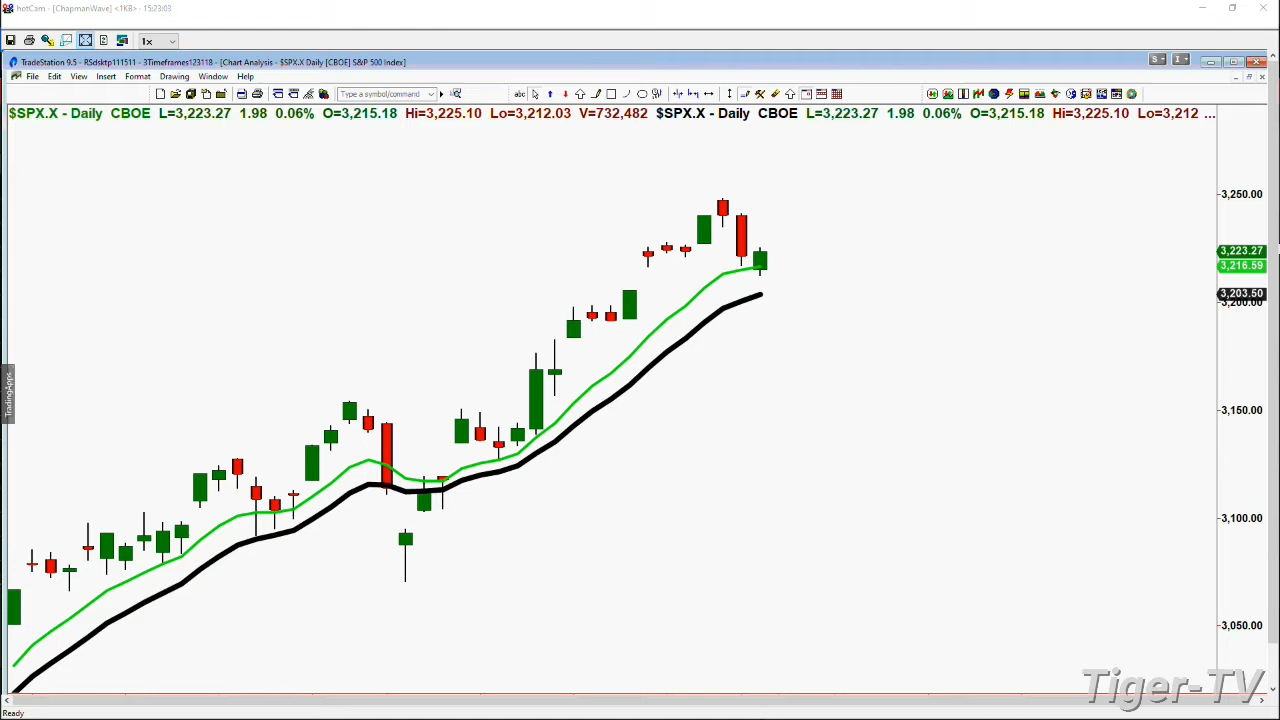 hotCam - [ChapmanWave] <1KB> - 15:23:03
1x
TradeStation 9.5 - RSdsktp111511 - 3Timeframes123118 - [Chart Analysis - $SPX.X Daily [CBOE] S&P 500 Index]
S I
File Edit View Insert Format Drawing Window Help
Type a symbol/command
abc
$SPX.X - Daily CBOE L=3,223.27 1.98 0.06% O=3,215.18 Hi=3,225.10 Lo=3,212.03 V=732,482 $SPX.X - Daily CBOE L=3,223.27 1.98 0.06% O=3,215.18 Hi=3,225.10 Lo=3,212 ...
3,250.00
3,223.27
3,216.59
3,203.50
3,200.00
TradingApps
3,150.00
3,100.00
3,050.00
Tiger-TV
Ready